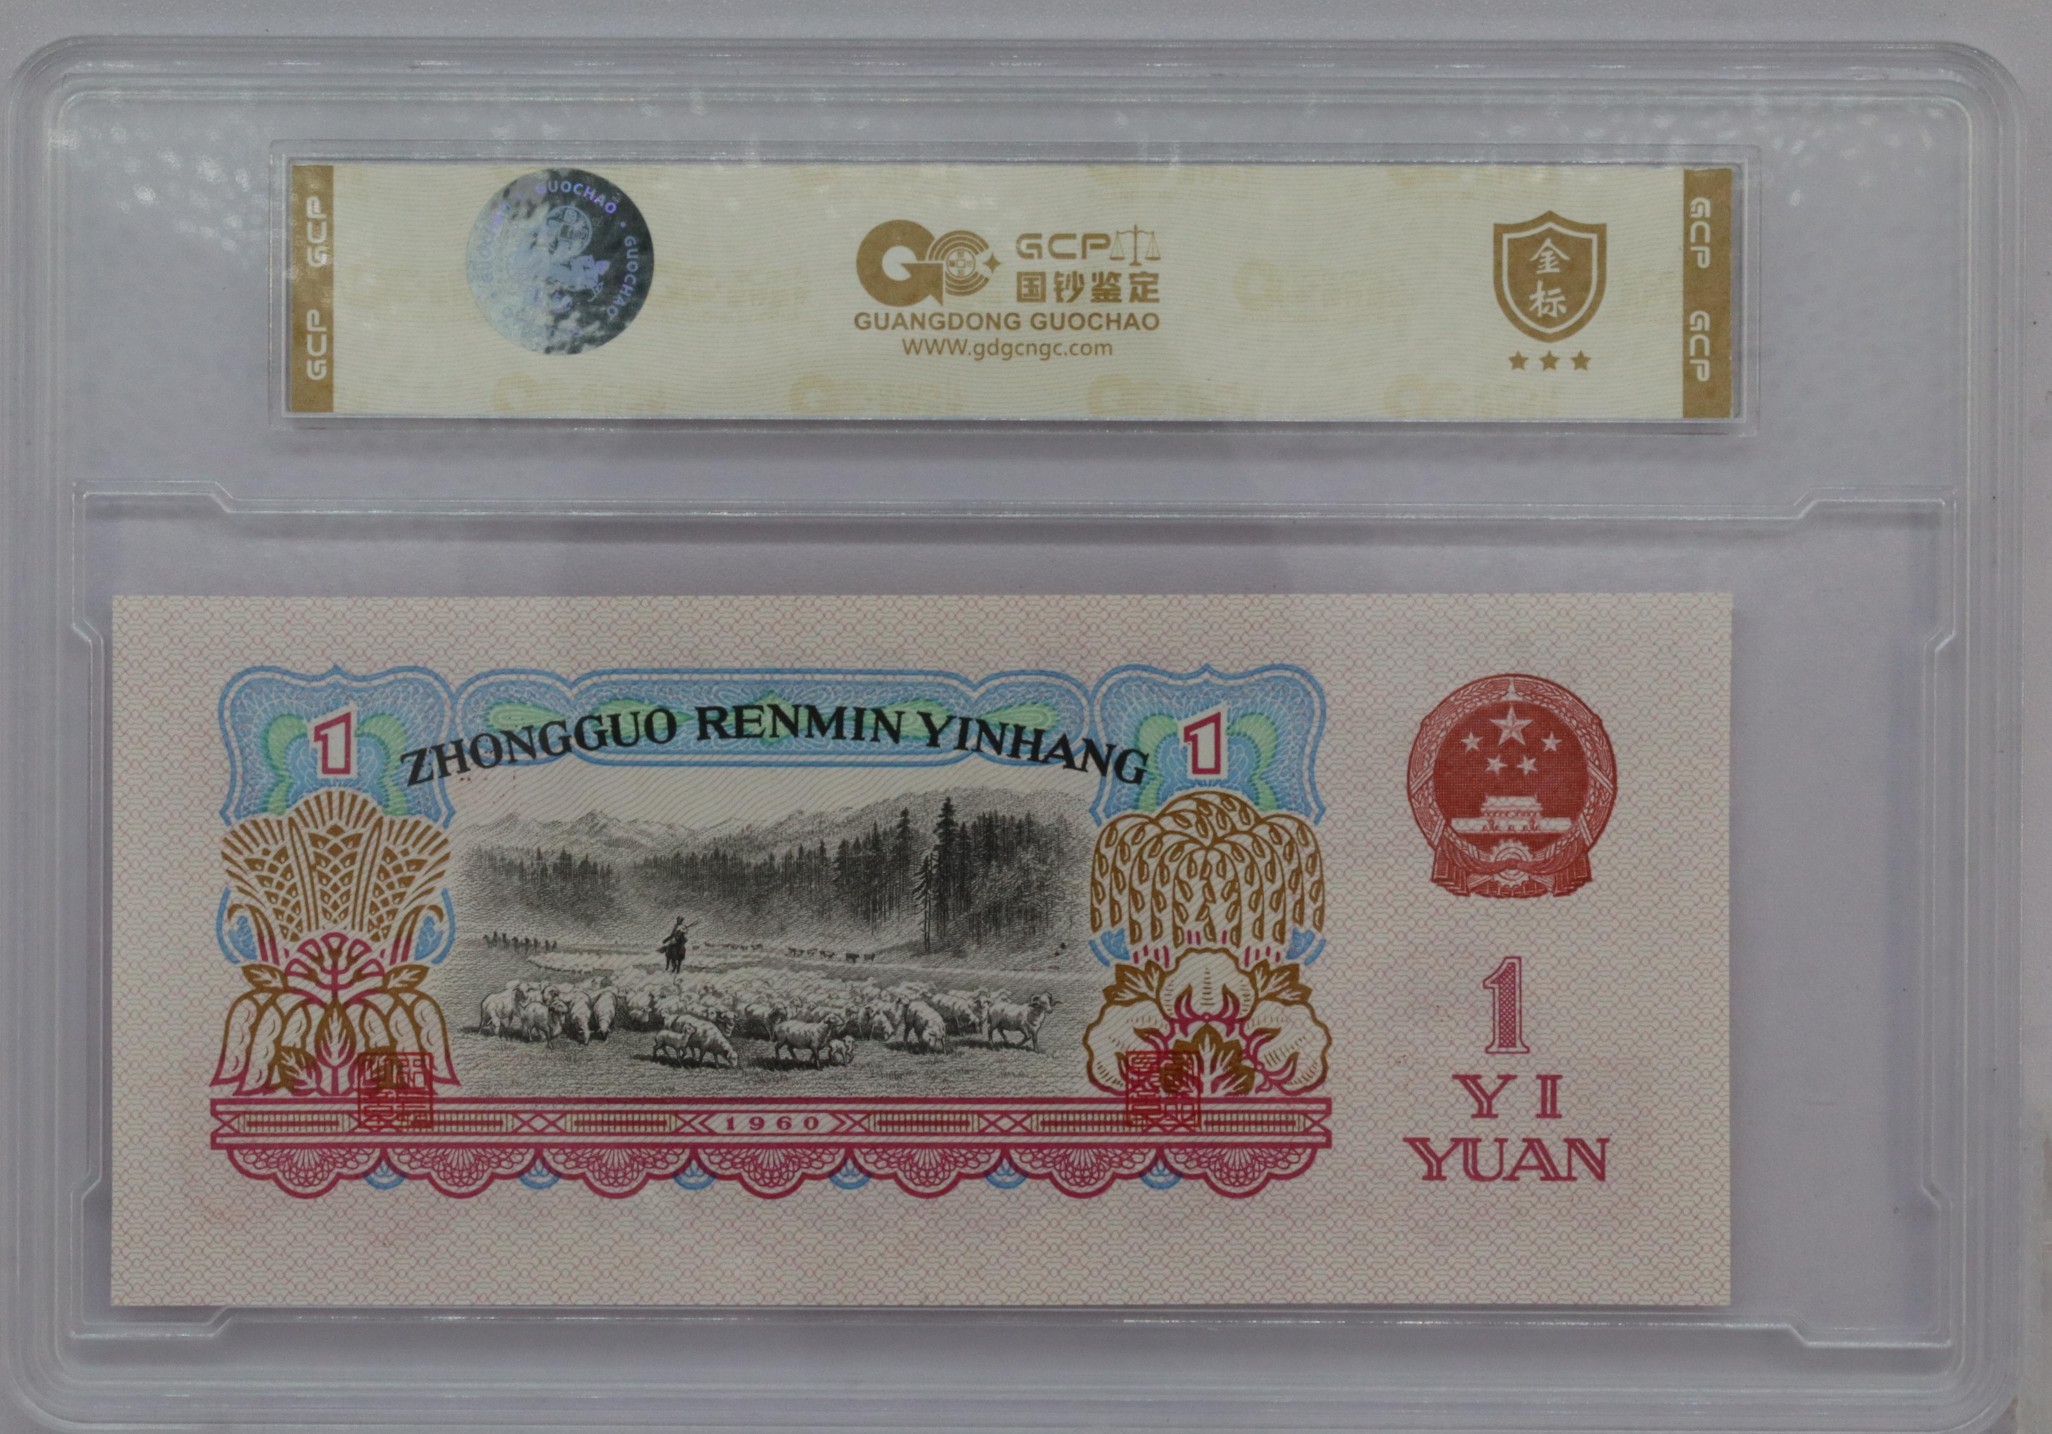 GCP GCP
GUOCHAO · GUOCHAO
GCP
国钞鉴定
GUANGDONG GUOCHAO
WWW.gdgcngc.com
金
标
GCP GCP
1
ZHONGGUO RENMIN YINHANG
1
1960
1
YI
YUAN